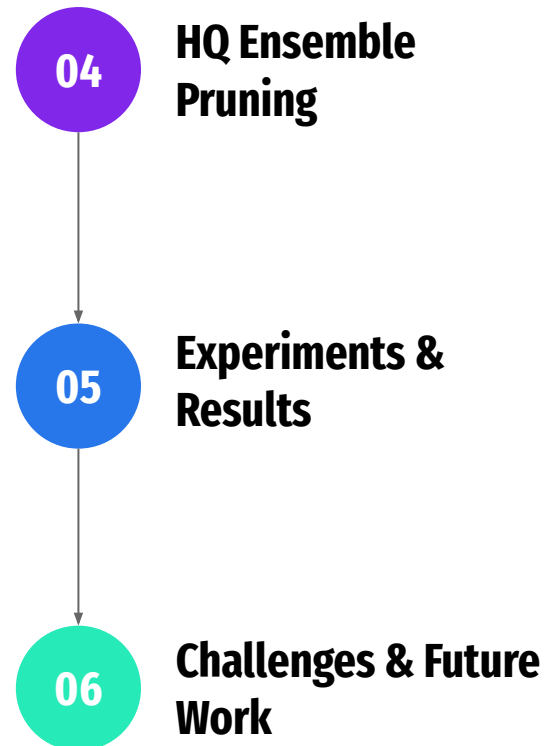 04
HQ Ensemble
Pruning
05
Experiments &
Results
06
Challenges & Future
Work